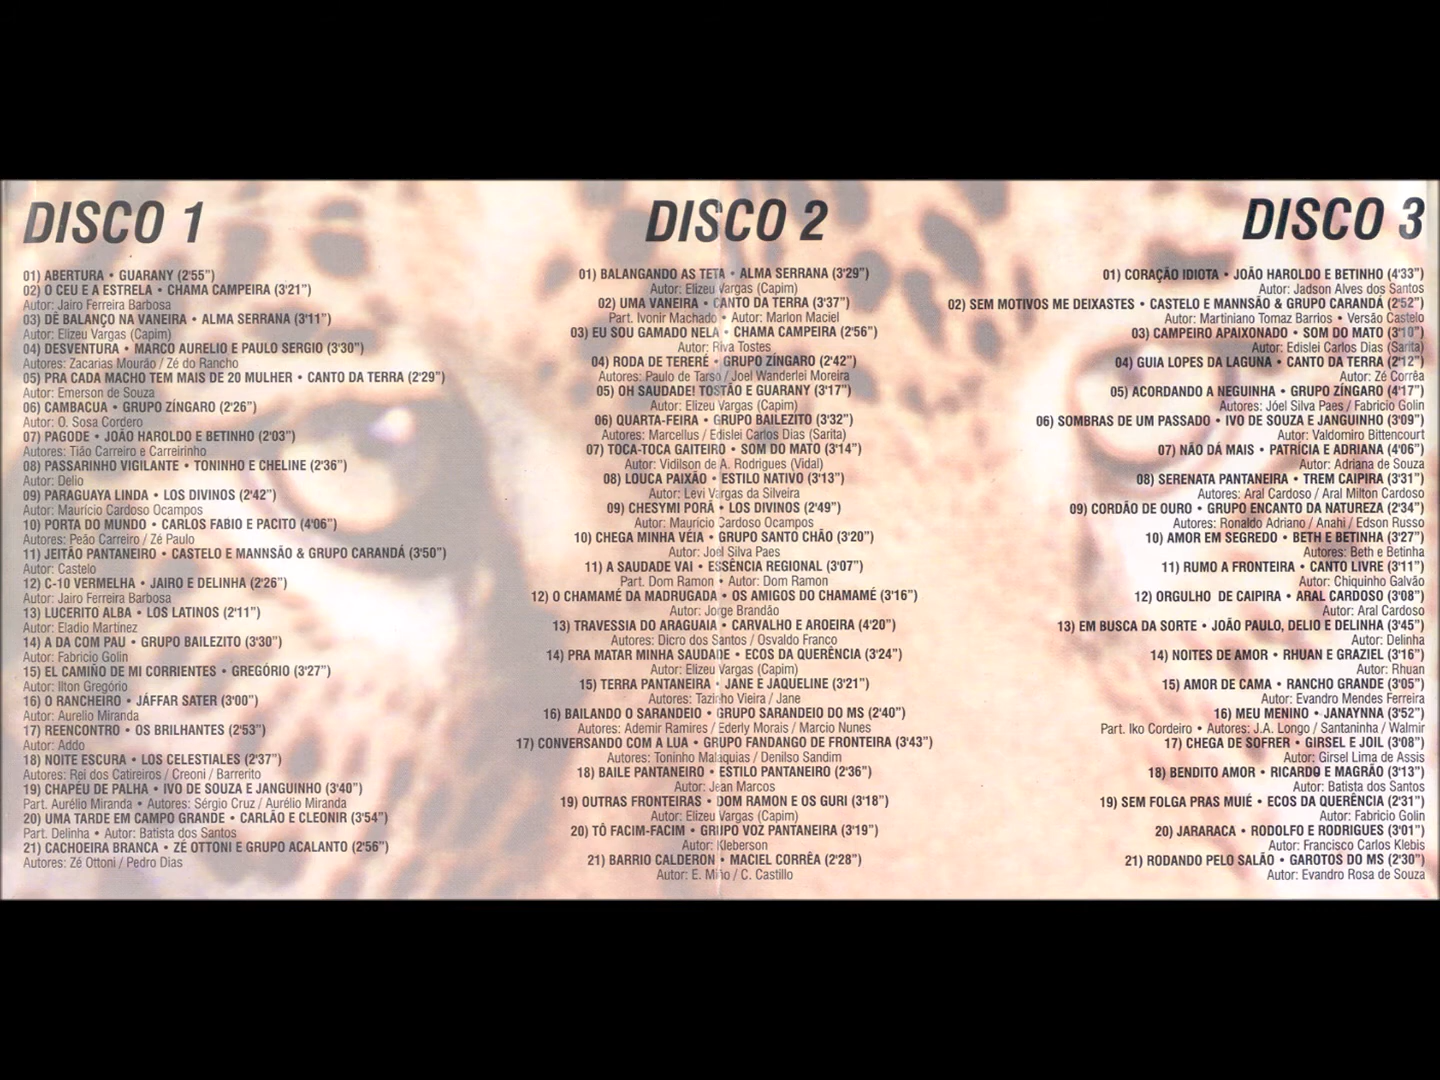 DISCO 1
01) ABERTURA • GUARANY (2'55")
02) O CEU E A ESTRELA • CHAMA CAMPEIRA (3'21")
Autor: Jairo Ferreira Barbosa
03) DÊ BALANÇO NA VANEIRA • ALMA SERRANA (3'11")
Autor: Elizeu Vargas (Capim)
04) DESVENTURA • MARCO AURELIO E PAULO SERGIO (3'30")
Autores: Zacarias Mourão / Zé do Rancho
05) PRA CADA MACHO TEM MAIS DE 20 MULHER • CANTO DA TERRA (2'29")
Autor: Emerson de Souza
06) CAMBACUA • GRUPO ZÍNGARO (2'26")
Autor: O. Sosa Cordero
07) PAGODE • JOÃO HAROLDO E BETINHO (2'03")
Autores: Tião Carreiro e Carreirinho
08) PASSARINHO VIGILANTE • TONINHO E CHELINE (2'36")
Autor: Delio
09) PARAGUAYA LINDA • LOS DIVINOS (2'42")
Autor: Mauricio Cardoso Ocampos
10) PORTA DO MUNDO • CARLOS FABIO E PACITO (4'06")
Autores: Peão Carreiro / Zé Paulo
11) JEITÃO PANTANEIRO • CASTELO E MANNSÃO & GRUPO CARANDÁ (3'50")
Autor: Castelo
12) C-10 VERMELHA • JAIRO E DELINHA (2'26")
Autor: Jairo Ferreira Barbosa
13) LUCERITO ALBA • LOS LATINOS (2'11")
Autor: Eladio Martínez
14) A DA COM PAU • GRUPO BAILEZITO (3'30")
Autor: Fabricio Golin
15) EL CAMIÑO DE MI CORRIENTES • GREGÓRIO (3'27")
Autor: Ilton Gregório
16) O RANCHEIRO • JÁFFAR SATER (3'00")
Autor: Aurelio Miranda
17) REENCONTRO • OS BRILHANTES (2'53")
Autor: Addo
18) NOITE ESCURA • LOS CELESTIALES (2'37")
Autores: Rei dos Catireiros / Creoni / Barrerito
19) CHAPÉU DE PALHA • IVO DE SOUZA E JANGUINHO (3'40")
Part. Aurélio Miranda • Autores: Sérgio Cruz / Aurélio Miranda
20) UMA TARDE EM CAMPO GRANDE • CARLÃO E CLEONIR (3'54")
Part. Delinha • Autor: Batista dos Santos
21) CACHOEIRA BRANCA • ZÉ OTTONI E GRUPO ACALANTO (2'56")
Autores: Zé Ottoni / Pedro Dias
DISCO 2
01) BALANGANDO AS TETA • ALMA SERRANA (3'29")
Autor: Elizeu Vargas (Capim)
02) UMA VANEIRA • CANTO DA TERRA (3'37")
Part. Ivonir Machado • Autor: Marlon Maciel
03) EU SOU GAMADO NELA • CHAMA CAMPEIRA (2'56")
Autor: Riva Tostes
04) RODA DE TERERÉ • GRUPO ZÍNGARO (2'42")
Autores: Paulo de Tarso / Joel Wanderlei Moreira
05) OH SAUDADE! TOSTÃO E GUARANY (3'17")
Autor: Elizeu Vargas (Capim)
06) QUARTA-FEIRA • GRUPO BAILEZITO (3'32")
Autores: Marcellus / Edislei Carlos Dias (Sarita)
07) TOCA-TOCA GAITEIRO • SOM DO MATO (3'14")
Autor: Vidilson de A. Rodrigues (Vidal)
08) LOUCA PAIXÃO • ESTILO NATIVO (3'13")
Autor: Levi Vargas da Silveira
09) CHESYMI PORÃ • LOS DIVINOS (2'49")
Autor: Mauricio Cardoso Ocampos
10) CHEGA MINHA VÉIA • GRUPO SANTO CHÃO (3'20")
Autor: Joel Silva Paes
11) A SAUDADE VAI • ESSÊNCIA REGIONAL (3'07")
Part. Dom Ramon • Autor: Dom Ramon
12) O CHAMAMÉ DA MADRUGADA • OS AMIGOS DO CHAMAMÉ (3'16")
Autor: Jorge Brandão
13) TRAVESSIA DO ARAGUAIA • CARVALHO E AROEIRA (4'20")
Autores: Dicro dos Santos / Osvaldo Franco
14) PRA MATAR MINHA SAUDADE • ECOS DA QUERÊNCIA (3'24")
Autor: Elizeu Vargas (Capim)
15) TERRA PANTANEIRA • JANE E JAQUELINE (3'21")
Autores: Tazinho Vieira / Jane
16) BAILANDO O SARANDEIO • GRUPO SARANDEIO DO MS (2'40")
Autores: Ademir Ramires / Ederly Morais / Marcio Nunes
17) CONVERSANDO COM A LUA • GRUPO FANDANGO DE FRONTEIRA (3'43")
Autores: Toninho Malaquias / Denilso Sandim
18) BAILE PANTANEIRO • ESTILO PANTANEIRO (2'36")
Autor: Jean Marcos
19) OUTRAS FRONTEIRAS • DOM RAMON E OS GURI (3'18")
Autor: Elizeu Vargas (Capim)
20) TÔ FACIM-FACIM • GRUPO VOZ PANTANEIRA (3'19")
Autor: Kleberson
21) BARRIO CALDERON • MACIEL CORRÊA (2'28")
Autor: E. Miño / C. Castillo
DISCO 3
01) CORAÇÃO IDIOTA • JOÃO HAROLDO E BETINHO (4'33")
Autor: Jadson Alves dos Santos
02) SEM MOTIVOS ME DEIXASTES • CASTELO E MANNSÃO & GRUPO CARANDÁ (2'52")
Autor: Martiniano Tomaz Barrios • Versão Castelo
03) CAMPEIRO APAIXONADO • SOM DO MATO (3'10")
Autor: Edislei Carlos Dias (Sarita)
04) GUIA LOPES DA LAGUNA • CANTO DA TERRA (2'12")
Autor: Zé Corrêa
05) ACORDANDO A NEGUINHA • GRUPO ZÍNGARO (4'17")
Autores: Jóel Silva Paes / Fabricio Golin
06) SOMBRAS DE UM PASSADO • IVO DE SOUZA E JANGUINHO (3'09")
Autor: Valdomiro Bittencourt
07) NÃO DÁ MAIS • PATRÍCIA E ADRIANA (4'06")
Autor: Adriana de Souza
08) SERENATA PANTANEIRA • TREM CAIPIRA (3'31")
Autores: Aral Cardoso / Aral Milton Cardoso
09) CORDÃO DE OURO • GRUPO ENCANTO DA NATUREZA (2'34")
Autores: Ronaldo Adriano / Anahi / Edson Russo
10) AMOR EM SEGREDO • BETH E BETINHA (3'27")
Autores: Beth e Betinha
11) RUMO A FRONTEIRA • CANTO LIVRE (3'11")
Autor: Chiquinho Galvão
12) ORGULHO DE CAIPIRA • ARAL CARDOSO (3'08")
Autor: Aral Cardoso
13) EM BUSCA DA SORTE • JOÃO PAULO, DELIO E DELINHA (3'45")
Autor: Delinha
14) NOITES DE AMOR • RHUAN E GRAZIEL (3'16")
Autor: Rhuan
15) AMOR DE CAMA • RANCHO GRANDE (3'05")
Autor: Evandro Mendes Ferreira
16) MEU MENINO • JANAYNNA (3'52")
Part. Iko Cordeiro • Autores: J.A. Longo / Santaninha / Walmir
17) CHEGA DE SOFRER • GIRSEL E JOIL (3'08")
Autor: Girsel Lima de Assis
18) BENDITO AMOR • RICARDO E MAGRÃO (3'13")
Autor: Batista dos Santos
19) SEM FOLGA PRAS MUIÉ • ECOS DA QUERÊNCIA (2'31")
Autor: Fabricio Golin
20) JARARACA • RODOLFO E RODRIGUES (3'01")
Autor: Francisco Carlos Klebis
21) RODANDO PELO SALÃO • GAROTOS DO MS (2'30")
Autor: Evandro Rosa de Souza